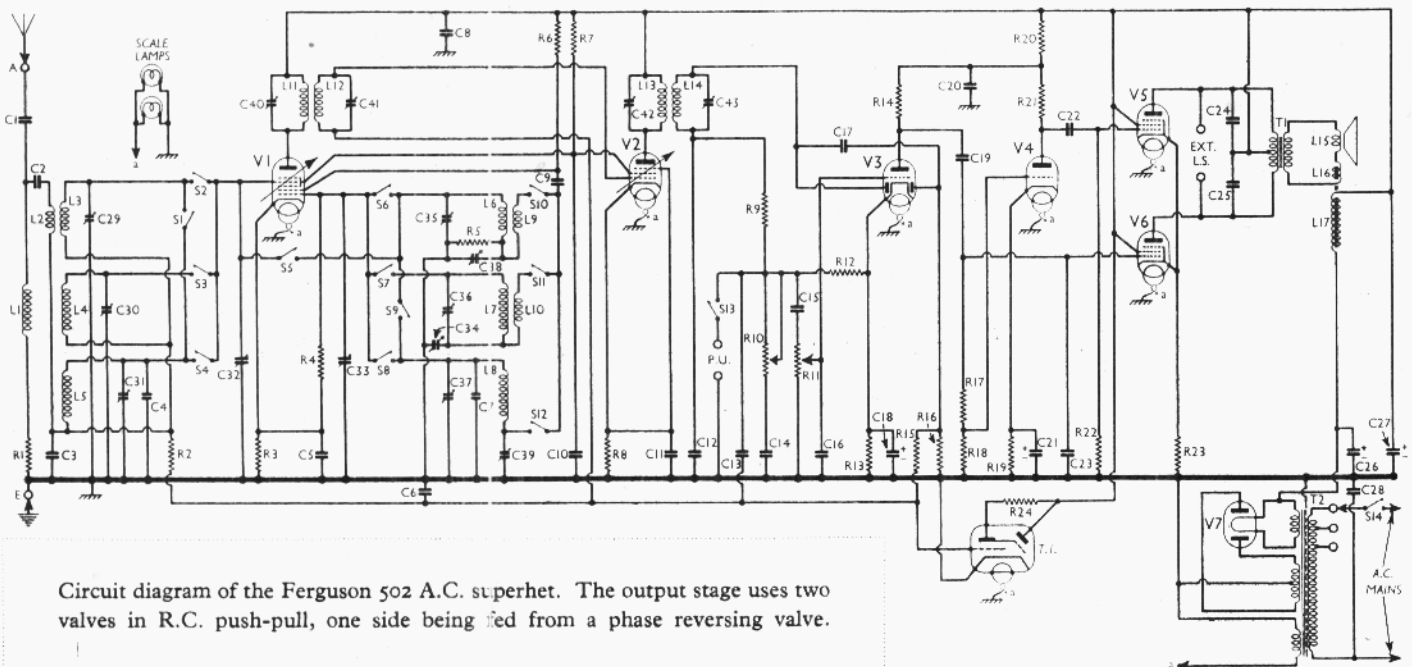 SCALE
LAMPS
A
C1
C2
L2
L3
L1
R1
E
C29
S1
S2
L4
C30
S3
L5
C31
C4
S4
C3
R2
C8
L11
L12
C40
C41
V1
a
a
S5
C32
R3
R4
C5
C33
S6
S7
S9
S8
C35
R5
C38
C36
C34
C37
C7
L6
L9
L7
L10
L8
C39
S10
S11
S12
C6
R6
R7
C9
C10
L13
L14
C42
C43
V2
a
R8
C11
C12
R9
S13
P.U.
C13
R10
C14
C15
R11
C16
R12
C17
R14
V3
a
R13
C18
R15
R16
C19
C20
R20
R21
C22
V4
a
R17
R18
R19
C21
C23
R22
V5
a
V6
a
R23
EXT.
L.S.
C24
C25
T1
L15
L16
L17
C26
C27
C28
R24
T.I.
V7
T2
S14
A.C.
MAINS
a
Circuit diagram of the Ferguson 502 A.C. superhet. The output stage uses two
valves in R.C. push-pull, one side being fed from a phase reversing valve.